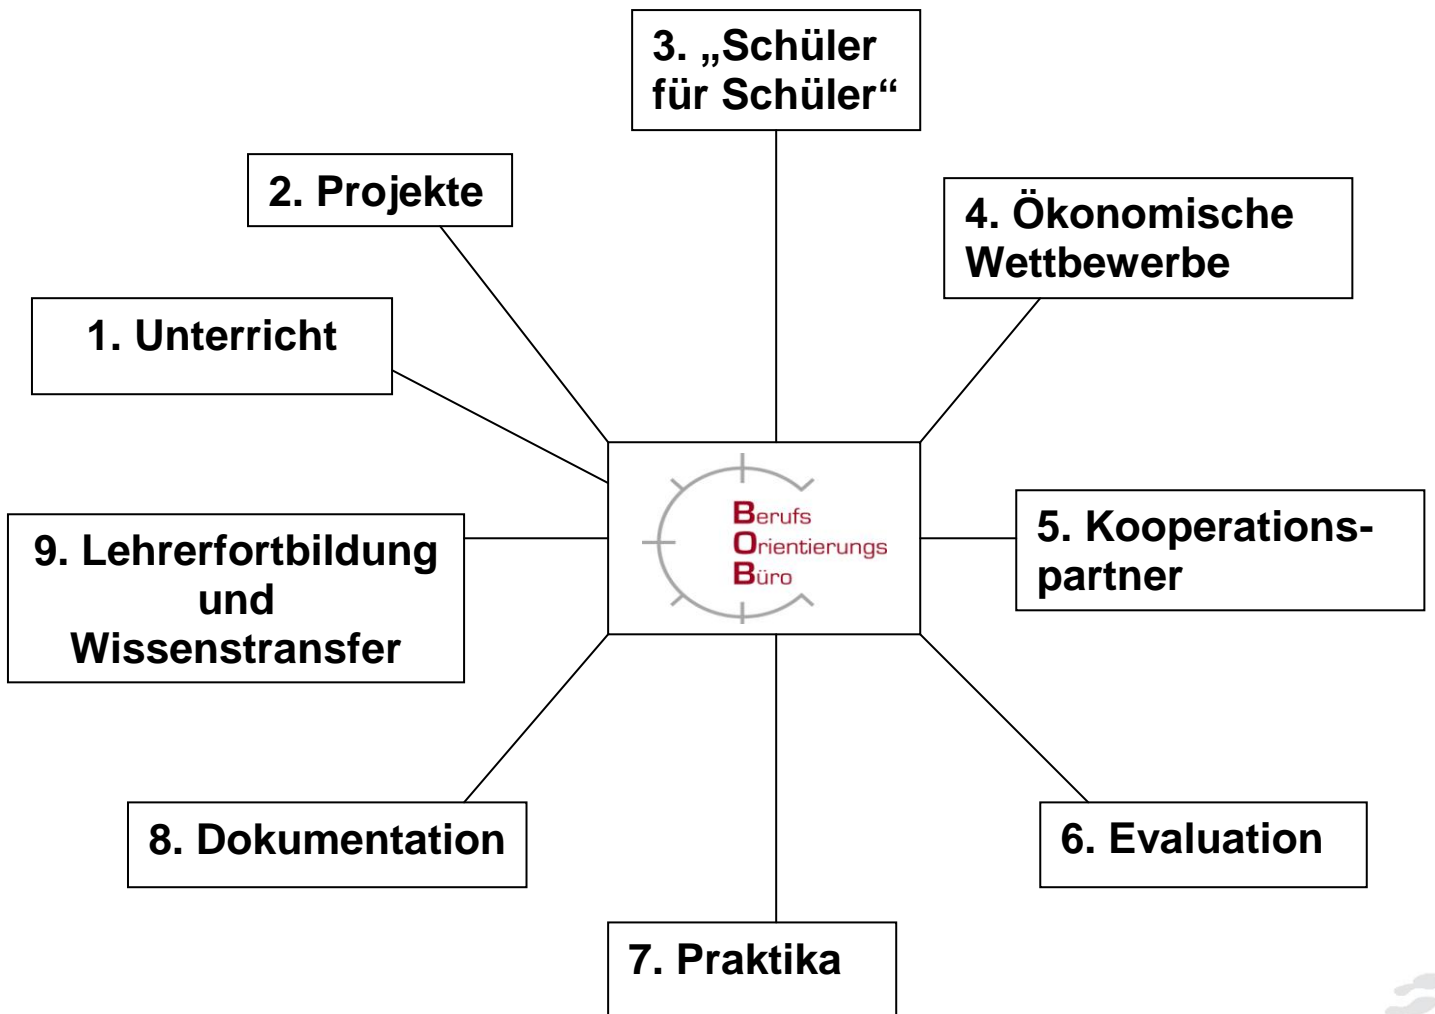 3. „Schüler
für Schüler“
2. Projekte
4. Ökonomische
Wettbewerbe
1. Unterricht
Berufs
Orientierungs
Büro
5. Kooperations-
partner
9. Lehrerfortbildung
und
Wissenstransfer
8. Dokumentation
6. Evaluation
7. Praktika